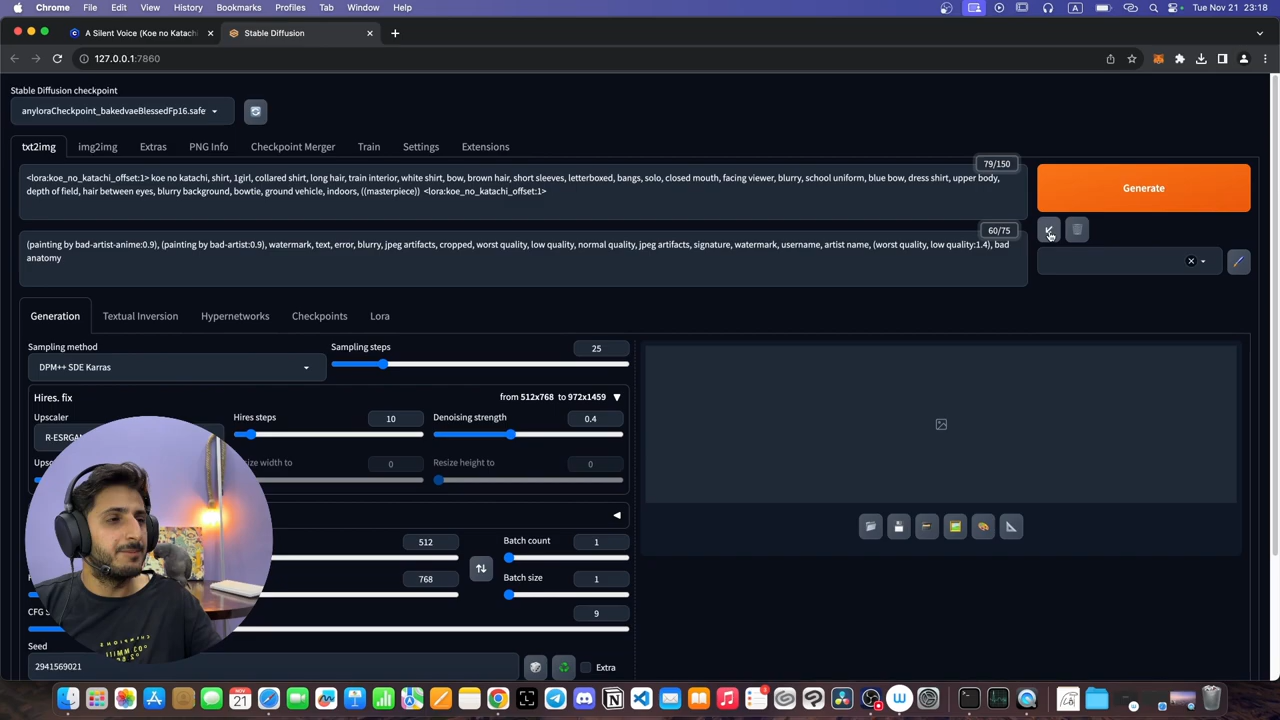 Chrome File Edit View History Bookmarks Profiles Tab Window Help
A Tue Nov 21 23:18
A Silent Voice (Koe no Katachi
Stable Diffusion
127.0.0.1:7860
Stable Diffusion checkpoint
anyloraCheckpoint_bakedvaeBlessedFp16.safe
txt2img img2img Extras PNG Info Checkpoint Merger Train Settings Extensions
79/150
<lora:koe_no_katachi_offset:1> koe no katachi, shirt, 1girl, collared shirt, long hair, train interior, white shirt, bow, brown hair, short sleeves, letterboxed, bangs, solo, closed mouth, facing viewer, blurry, school uniform, blue bow, dress shirt, upper body,
depth of field, hair between eyes, blurry background, bowtie, ground vehicle, indoors, ((masterpiece)) <lora:koe_no_katachi_offset:1>
Generate
60/75
(painting by bad-artist-anime:0.9), (painting by bad-artist:0.9), watermark, text, error, blurry, jpeg artifacts, cropped, worst quality, low quality, normal quality, jpeg artifacts, signature, watermark, username, artist name, (worst quality, low quality:1.4), bad
anatomy
Generation Textual Inversion Hypernetworks Checkpoints Lora
Sampling method
DPM++ SDE Karras
Sampling steps
25
Hires. fix
from 512x768 to 972x1459
Upscaler
R-ESRGA
Hires steps
10
Denoising strength
0.4
Resize width to
0
Resize height to
0
512
Batch count
1
768
Batch size
1
CFG
9
Seed
2941569021
Extra
NOV
21